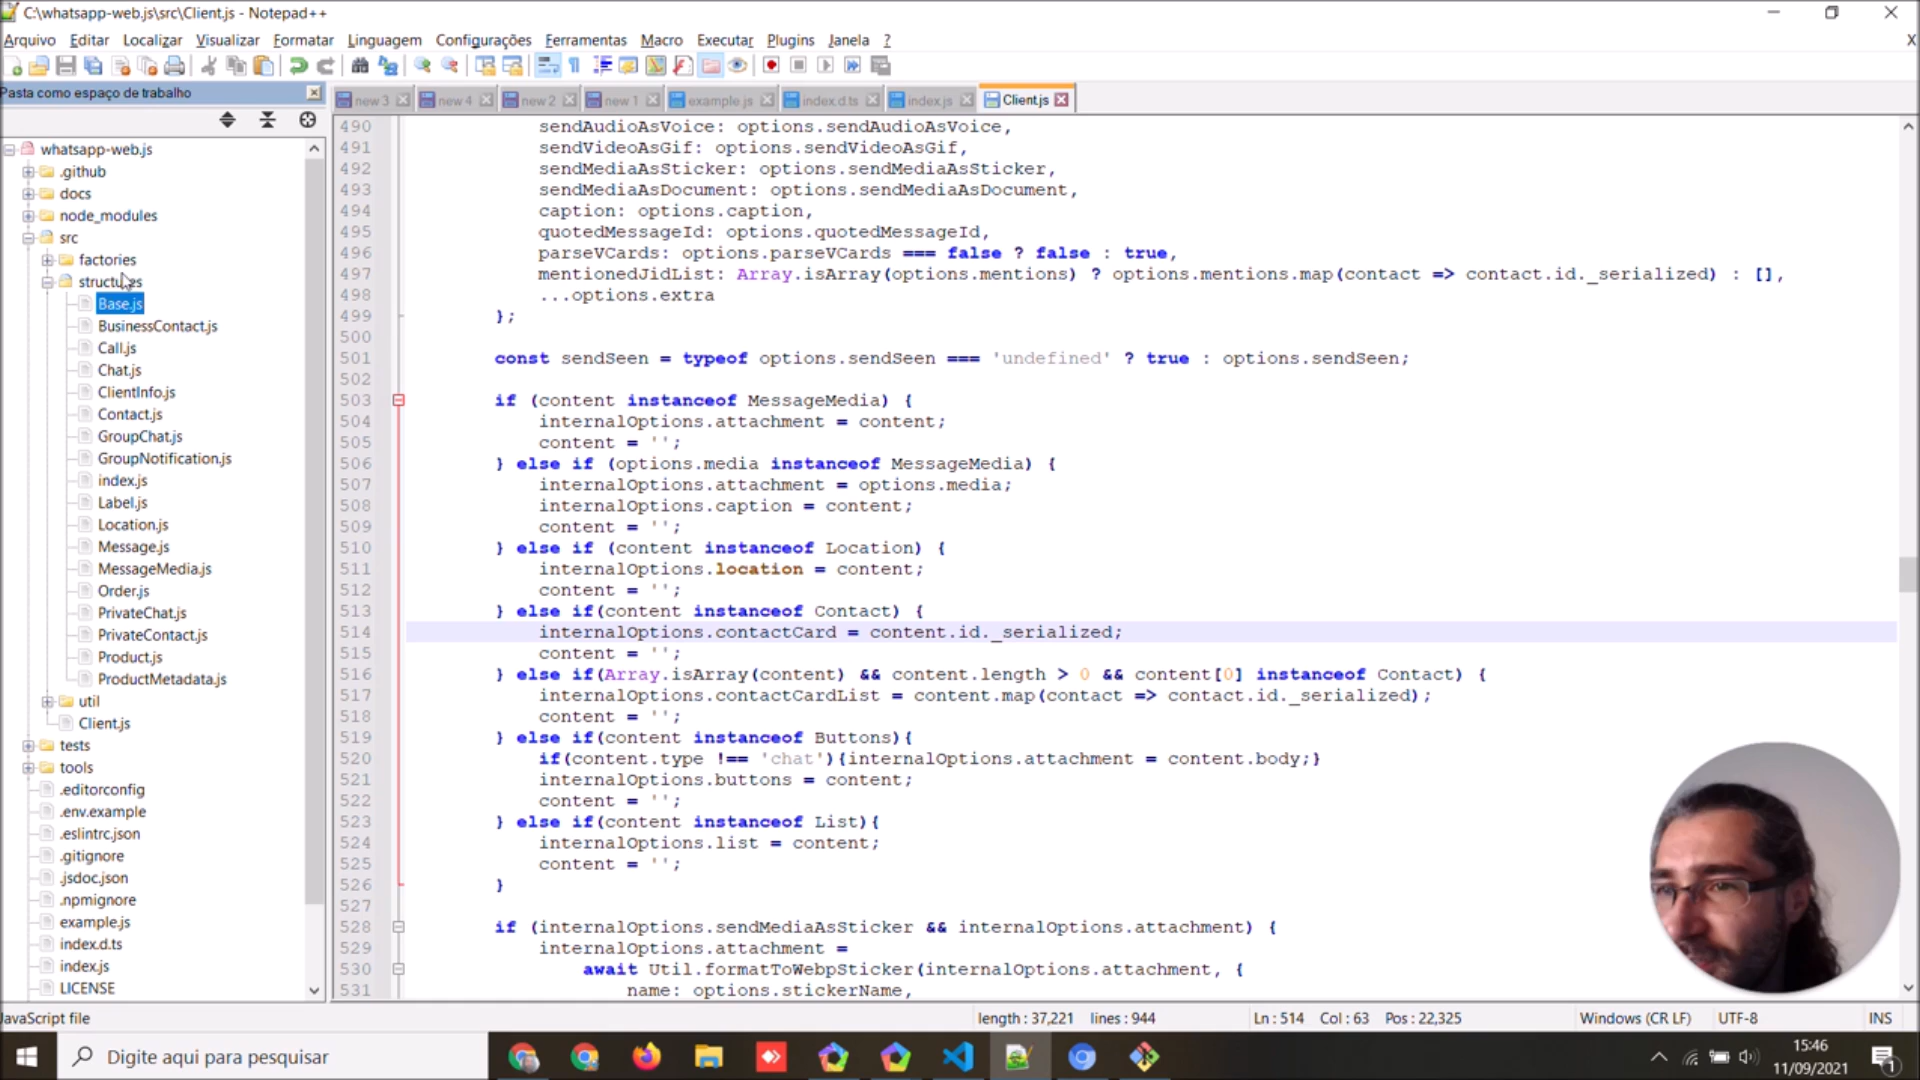 C:\whatsapp-web.js\src\Client.js - Notepad++
Arquivo Editar Localizar Visualizar Formatar Linguagem Configurações Ferramentas Macro Executar Plugins Janela ? X
Pasta como espaço de trabalho
new 3 new 4 new 2 new 1 example.js index.d.ts index.js Client.js
whatsapp-web.js
.github
docs
node_modules
src
factories
structures
Base.js
BusinessContact.js
Call.js
Chat.js
ClientInfo.js
Contact.js
GroupChat.js
GroupNotification.js
index.js
Label.js
Location.js
Message.js
MessageMedia.js
Order.js
PrivateChat.js
PrivateContact.js
Product.js
ProductMetadata.js
util
Client.js
tests
tools
.editorconfig
.env.example
.eslintrc.json
.gitignore
.jsdoc.json
.npmignore
example.js
index.d.ts
index.js
LICENSE
490 sendAudioAsVoice: options.sendAudioAsVoice,
491 sendVideoAsGif: options.sendVideoAsGif,
492 sendMediaAsSticker: options.sendMediaAsSticker,
493 sendMediaAsDocument: options.sendMediaAsDocument,
494 caption: options.caption,
495 quotedMessageId: options.quotedMessageId,
496 parseVCards: options.parseVCards === false ? false : true,
497 mentionedJidList: Array.isArray(options.mentions) ? options.mentions.map(contact => contact.id._serialized) : [],
498 ...options.extra
499 };
500
501 const sendSeen = typeof options.sendSeen === 'undefined' ? true : options.sendSeen;
502
503 if (content instanceof MessageMedia) {
504 internalOptions.attachment = content;
505 content = '';
506 } else if (options.media instanceof MessageMedia) {
507 internalOptions.attachment = options.media;
508 internalOptions.caption = content;
509 content = '';
510 } else if (content instanceof Location) {
511 internalOptions.location = content;
512 content = '';
513 } else if(content instanceof Contact) {
514 internalOptions.contactCard = content.id._serialized;
515 content = '';
516 } else if(Array.isArray(content) && content.length > 0 && content[0] instanceof Contact) {
517 internalOptions.contactCardList = content.map(contact => contact.id._serialized);
518 content = '';
519 } else if(content instanceof Buttons){
520 if(content.type !== 'chat'){internalOptions.attachment = content.body;}
521 internalOptions.buttons = content;
522 content = '';
523 } else if(content instanceof List){
524 internalOptions.list = content;
525 content = '';
526 }
527
528 if (internalOptions.sendMediaAsSticker && internalOptions.attachment) {
529 internalOptions.attachment =
530 await Util.formatToWebpSticker(internalOptions.attachment, {
531 name: options.stickerName,
JavaScript file length : 37,221 lines : 944 Ln : 514 Col : 63 Pos : 22,325 Windows (CR LF) UTF-8 INS
Digite aqui para pesquisar
15:46
11/09/2021
1